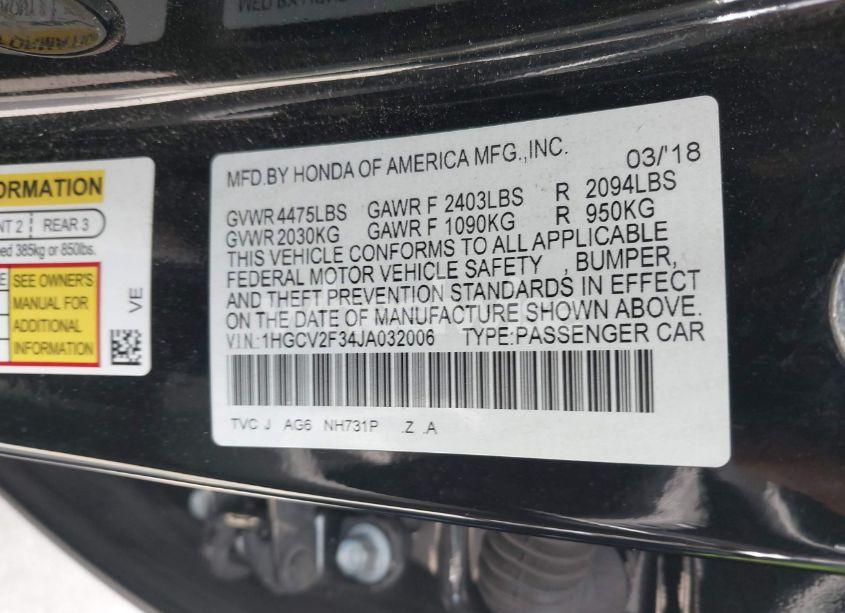 MFD.BY HONDA OF AMERICA MFG.,INC. 03/'18
GVWR 4475LBS GAWR F 2403LBS R 2094LBS
GVWR 2030KG GAWR F 1090KG R 950KG
THIS VEHICLE CONFORMS TO ALL APPLICABLE
FEDERAL MOTOR VEHICLE SAFETY , BUMPER,
AND THEFT PREVENTION STANDARDS IN EFFECT
ON THE DATE OF MANUFACTURE SHOWN ABOVE.
V.I.N.:1HGCV2F34JA032006 TYPE:PASSENGER CAR
TVC J AG6 NH731P .Z .A
ORMATION
NT 2 REAR 3
ed 385kg or 850lbs.
E SEE OWNER'S
MANUAL FOR
ADDITIONAL
INFORMATION
VE